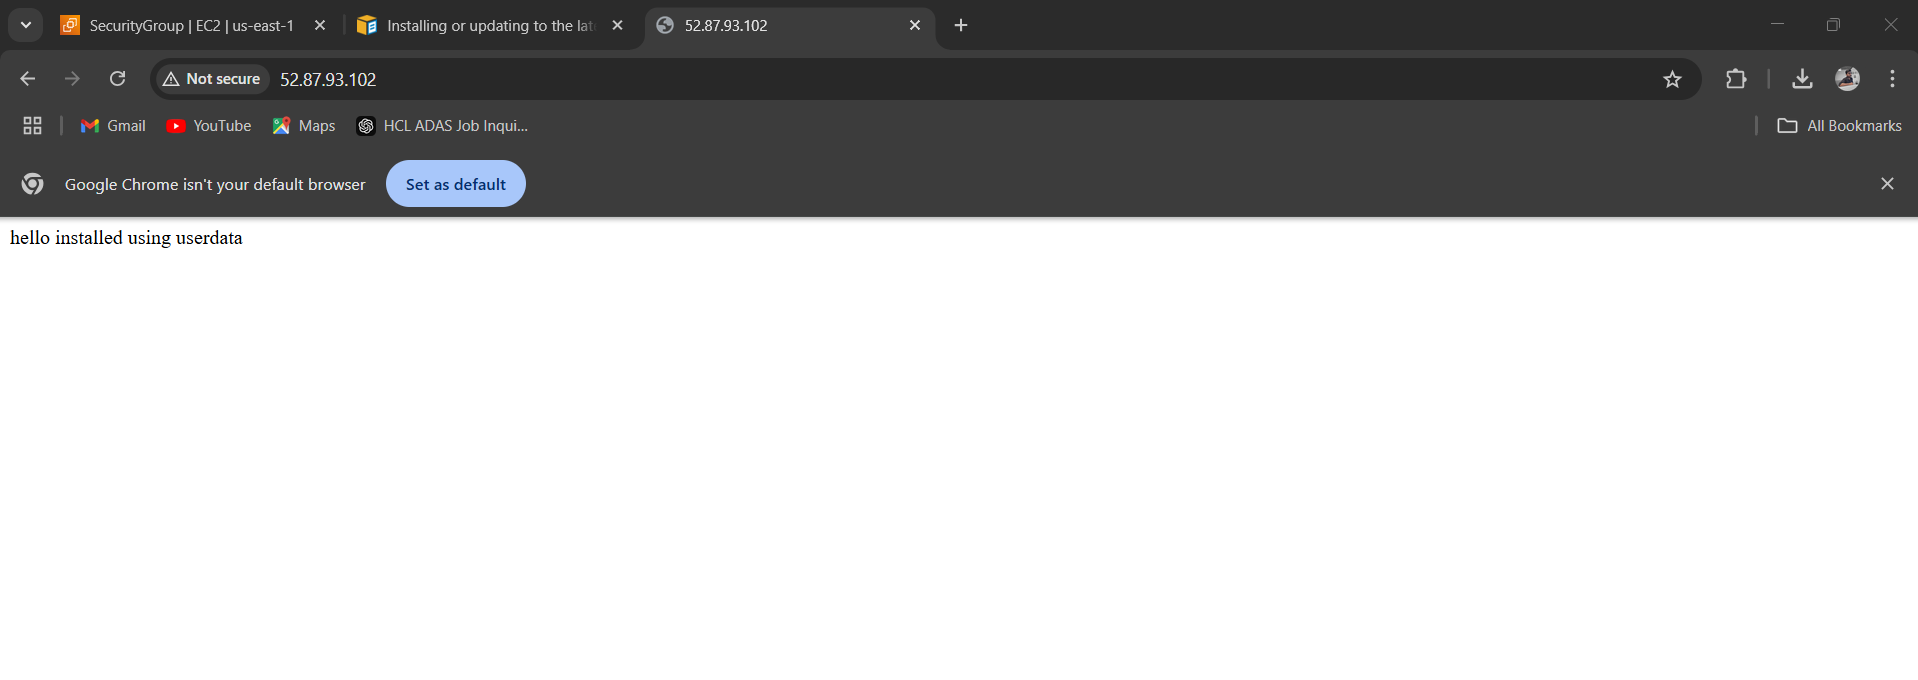 SecurityGroup | EC2 | us-east-1
Installing or updating to the lat
52.87.93.102
Not secure 52.87.93.102
Gmail YouTube Maps HCL ADAS Job Inqui... All Bookmarks
Google Chrome isn't your default browser Set as default
hello installed using userdata